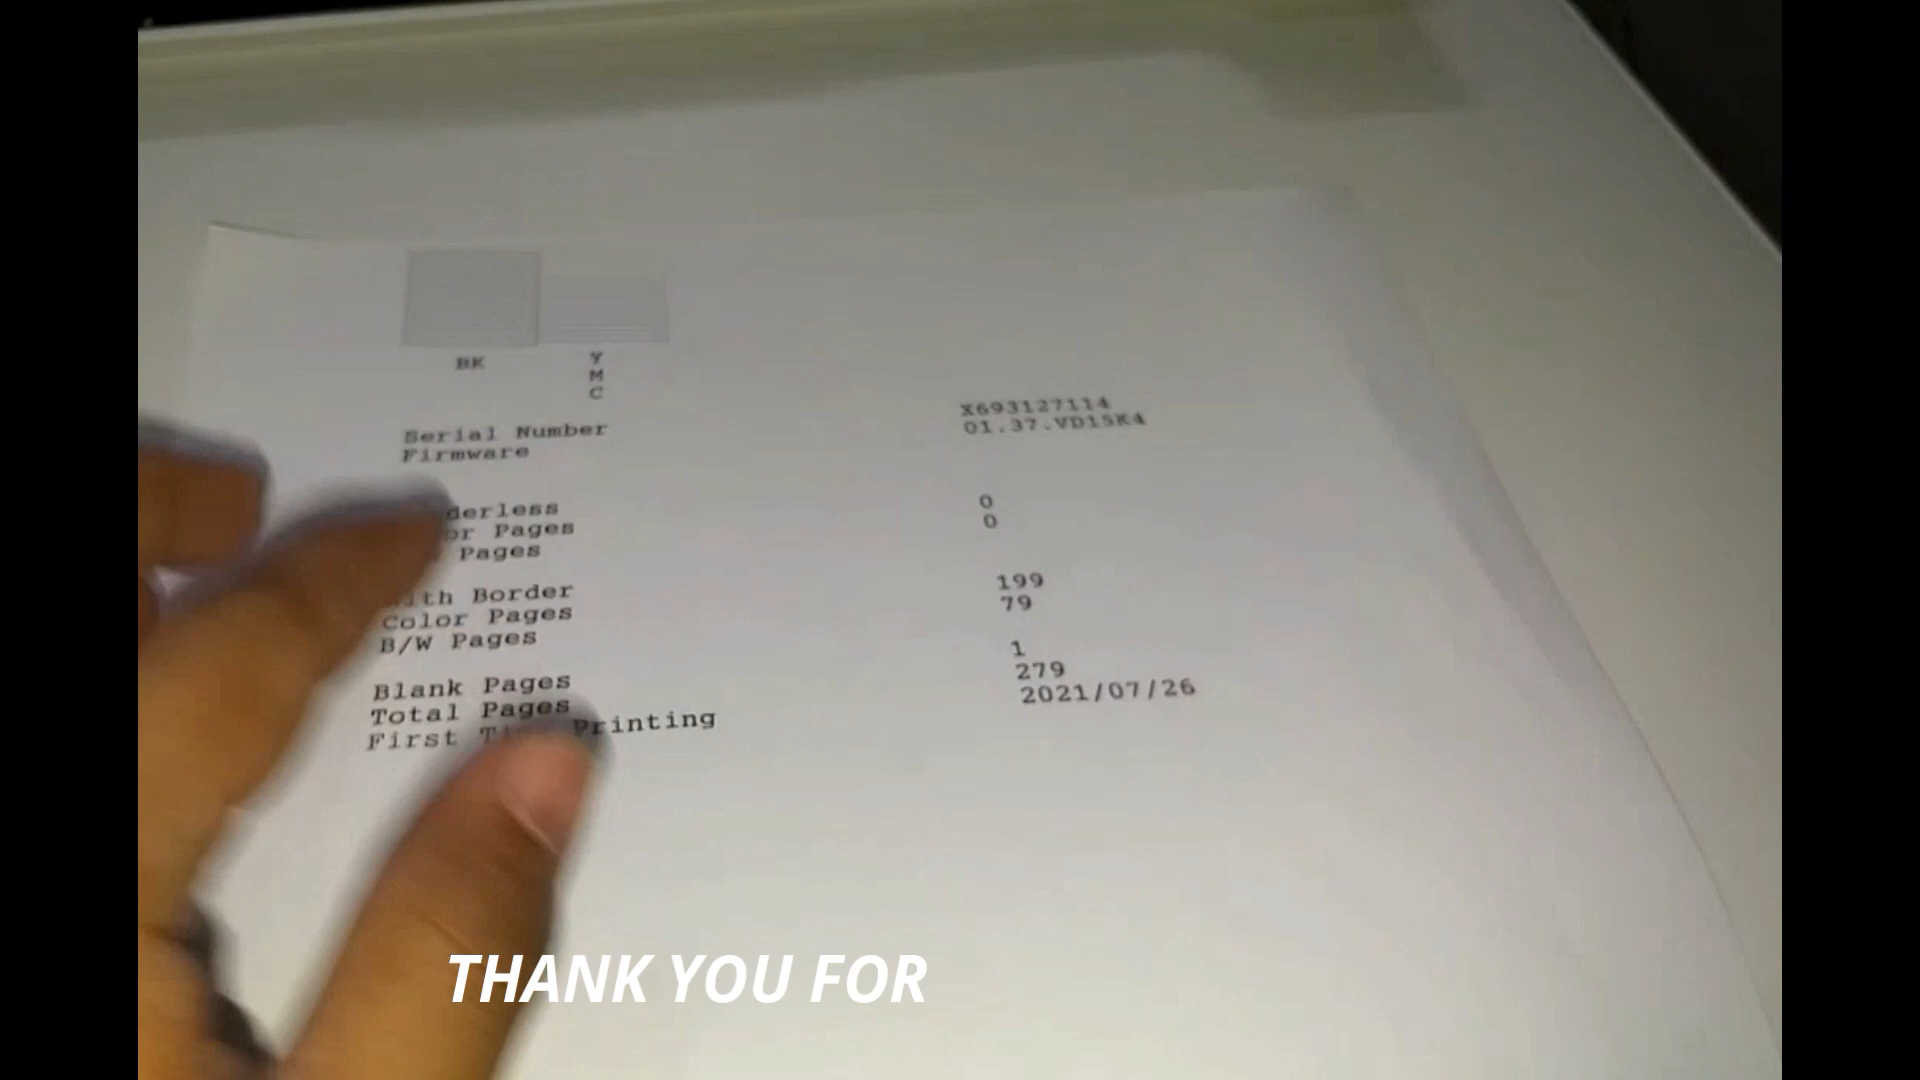 BK
Y
M
C
Serial Number X693127114
Firmware 01.37.VD15K4
derless
or Pages 0
Pages 0
ith Border
Color Pages 199
B/W Pages 79
Blank Pages 1
Total Pages 279
First Printing 2021/07/26
THANK YOU FOR